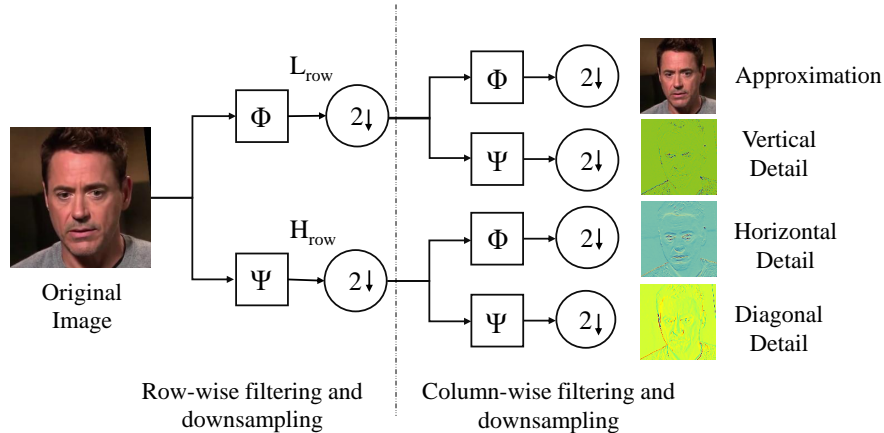 Original
Image
L_row
Φ
2↓
H_row
Ψ
2↓
Φ
2↓
Ψ
2↓
Φ
2↓
Ψ
2↓
Approximation
Vertical
Detail
Horizontal
Detail
Diagonal
Detail
Row-wise filtering and
downsampling
Column-wise filtering and
downsampling